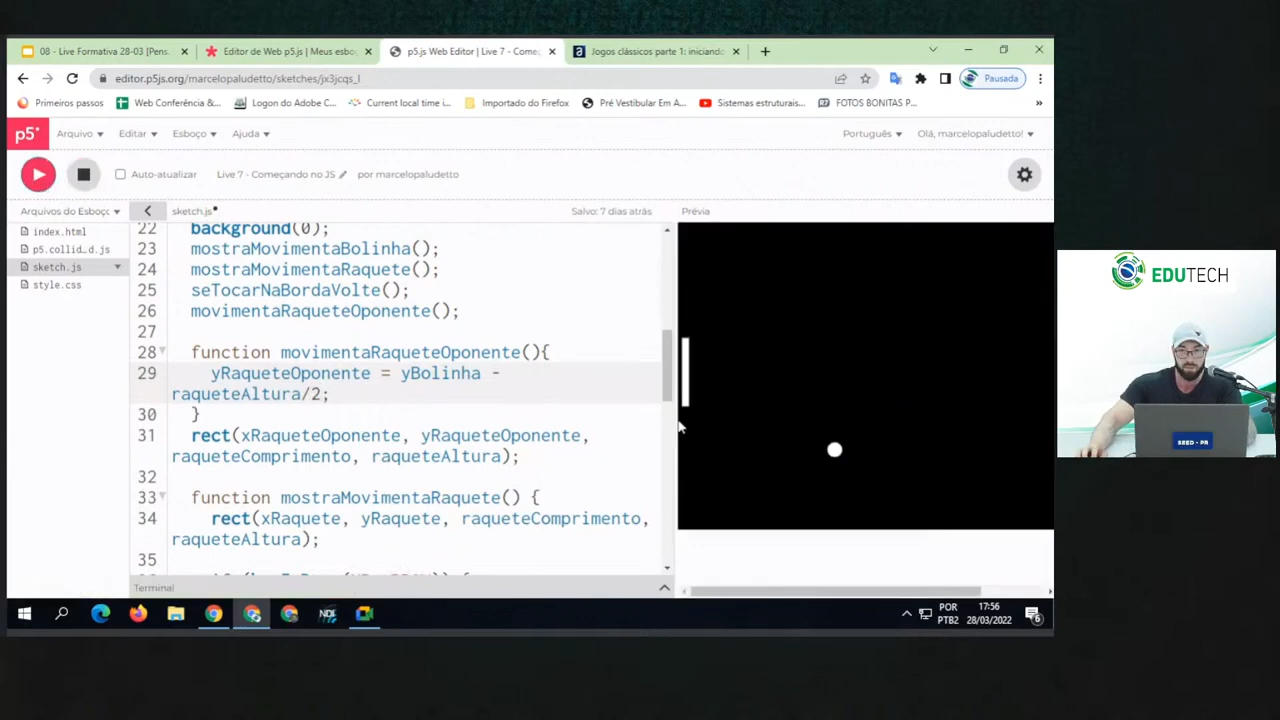 08 - Live Formativa 28-03 [Pens
Editor de Web p5.js | Meus esbo
p5.js Web Editor | Live 7 - Come
Jogos clássicos parte 1: iniciand
editor.p5js.org/marcelopaludetto/sketches/jx3jcqs_l
Pausada
Primeiros passos
Web Conferência &...
Logon do Adobe C...
Current local time i...
Importado do Firefox
Pré Vestibular Em A...
Sistemas estruturais...
FOTOS BONITAS P...
p5*
Arquivo
Editar
Esboço
Ajuda
Português
Olá, marcelopaludetto!
Auto-atualizar
Live 7 - Começando no JS
por marcelopaludetto
Arquivos do Esboço
sketch.js
Salvo: 7 dias atrás
Prévia
index.html
p5.collid...d.js
sketch.js
style.css
22 background(0);
23 mostraMovimentaBolinha();
24 mostraMovimentaRaquete();
25 seTocarNaBordaVolte();
26 movimentaRaqueteOponente();
27
28 function movimentaRaqueteOponente(){
29 yRaqueteOponente = yBolinha -
raqueteAltura/2;
30 }
31 rect(xRaqueteOponente, yRaqueteOponente,
raqueteComprimento, raqueteAltura);
32
33 function mostraMovimentaRaquete() {
34 rect(xRaquete, yRaquete, raqueteComprimento,
raqueteAltura);
35
Terminal
EDUTECH
SEED - PR
POR
PTB2
17:56
28/03/2022
6